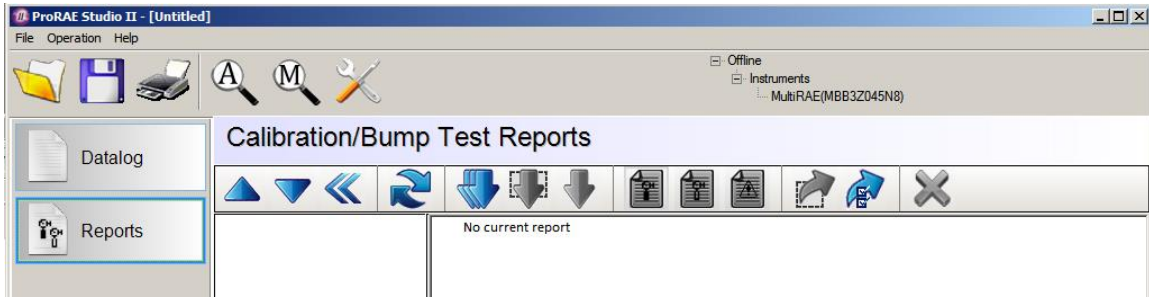 ProRAE Studio II - [Untitled]
File Operation Help
A
M
Offline
Instruments
MultiRAE(MBB3Z045N8)
Datalog
Reports
Calibration/Bump Test Reports
No current report